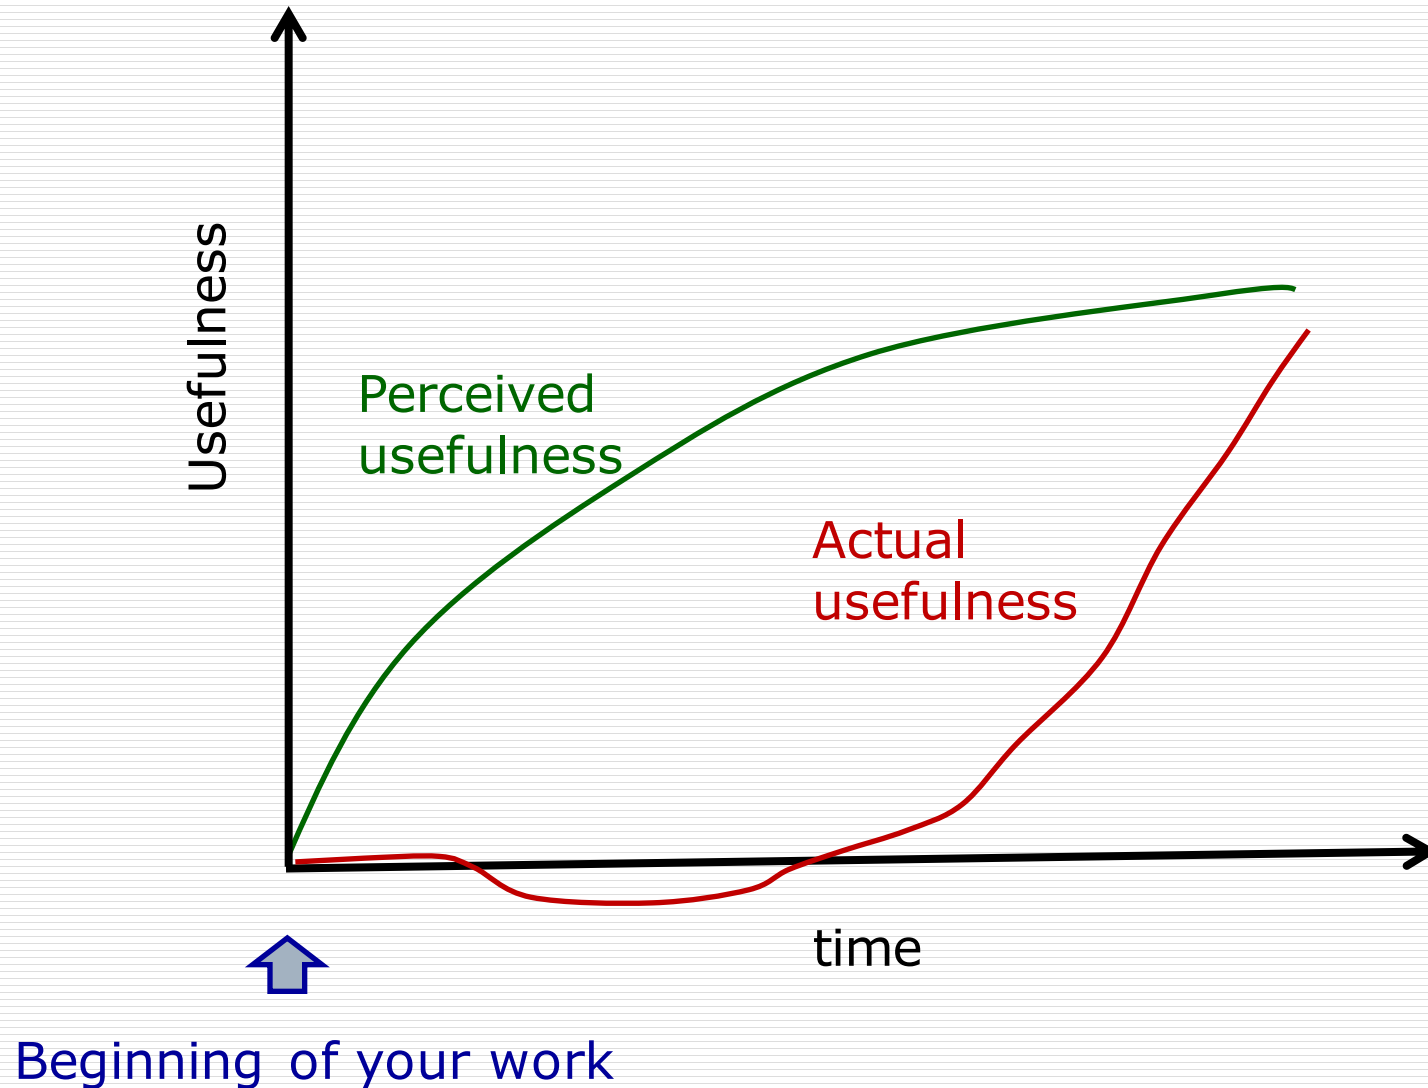 Usefulness
Perceived
usefulness
Actual
usefulness
time
Beginning of your work